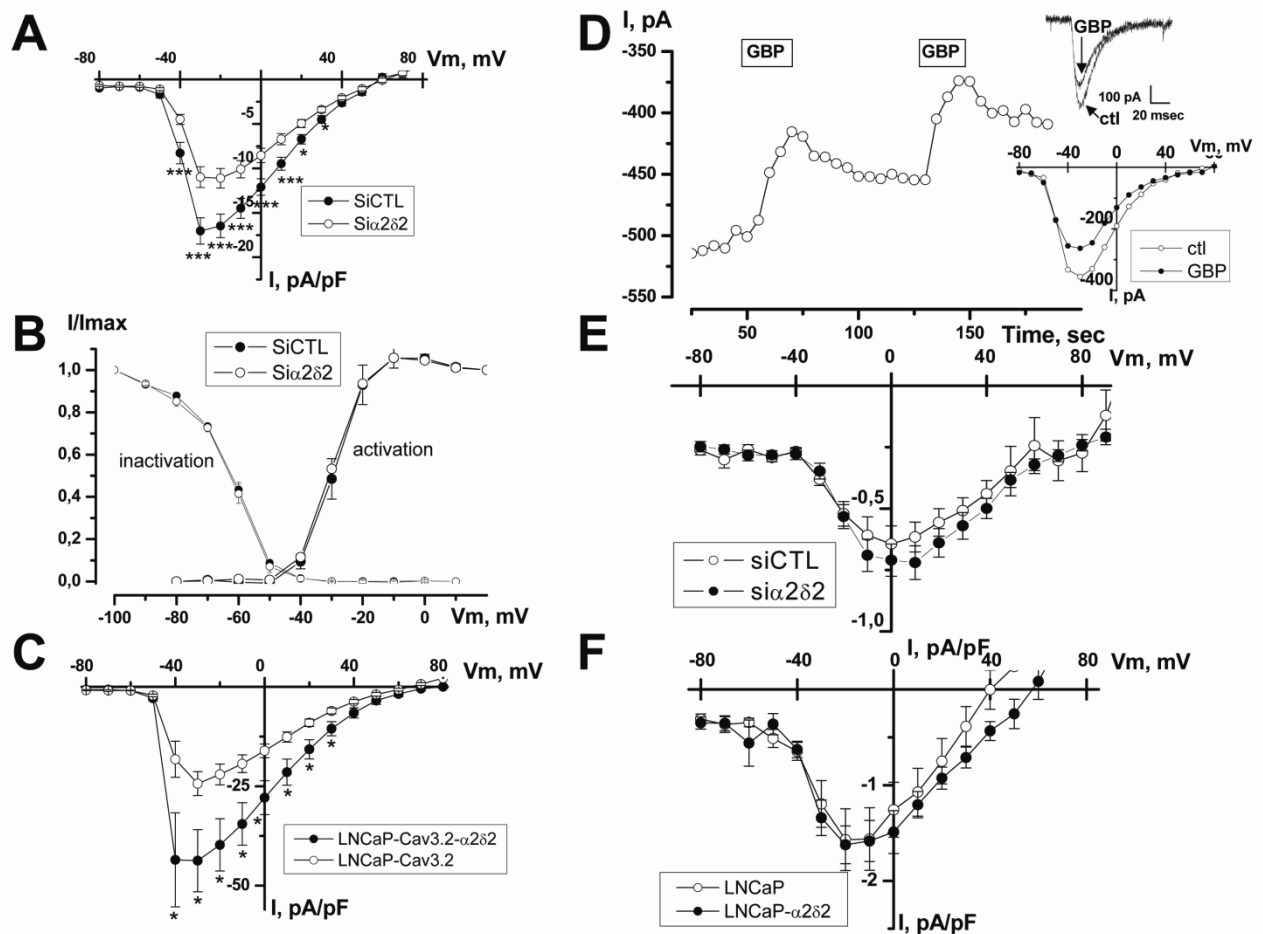 A
-80 -40 0 40 80
Vm, mV
-5
-10
-15
-20
*** *** *** *** *** *** * *
SiCTL
Siα2δ2
I, pA/pF
B
I/Imax
SiCTL
Siα2δ2
1,0
0,8
0,6
0,4
0,2
0,0
inactivation
activation
-100 -80 -60 -40 -20 0
Vm, mV
C
-80 -40 0 40 80
Vm, mV
-25
-50
* * * * * * * *
LNCaP-Cav3.2-α2δ2
LNCaP-Cav3.2
I, pA/pF
D
I, pA
-350
-400
-450
-500
-550
GBP
GBP
50 100 150
Time, sec
GBP
100 pA
20 msec
ctl
Vm, mV
-80 -40 0 40 80
-200
-400
ctl
GBP
I, pA
E
-80 -40 0 40 80
Vm, mV
-0,5
-1,0
siCTL
siα2δ2
I, pA/pF
F
-80 -40 0 40 80
Vm, mV
-1
-2
LNCaP
LNCaP-α2δ2
I, pA/pF